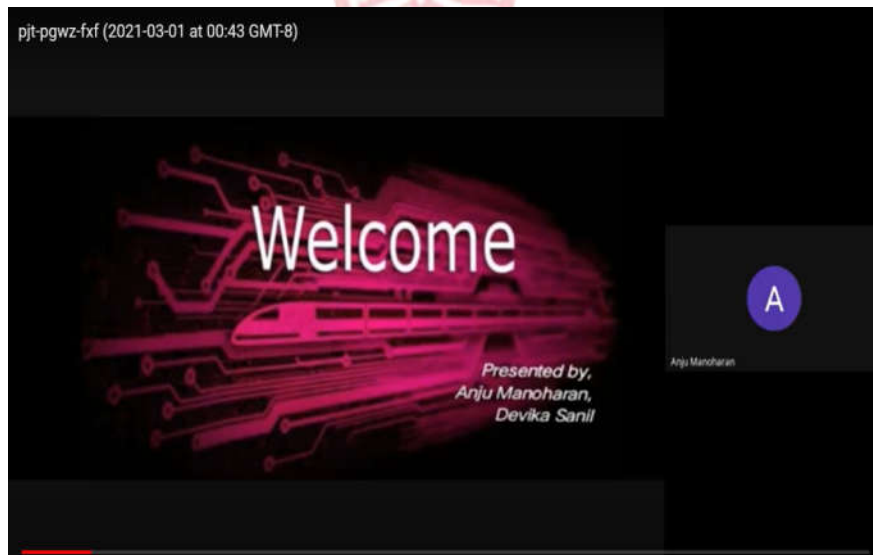 pjt-pgwz-fxf (2021-03-01 at 00:43 GMT-8)
Welcome
Presented by,
Anju Manoharan,
Devika Sanil
A
Anju Manoharan